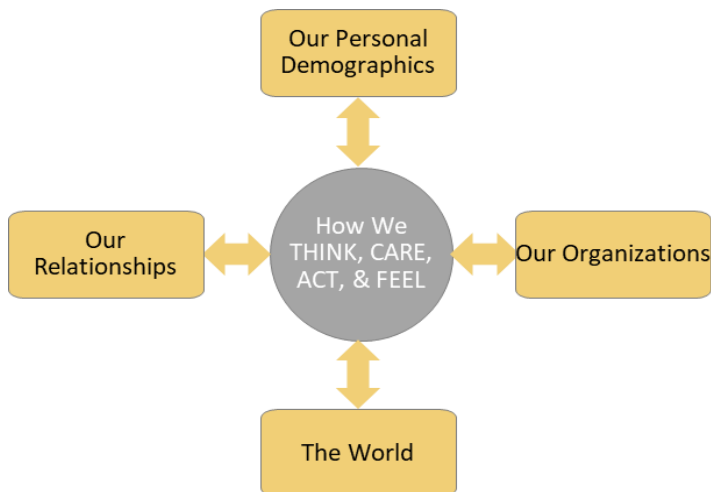 Our Personal
Demographics
Our
Relationships
How We
THINK, CARE,
ACT, & FEEL
Our Organizations
The World